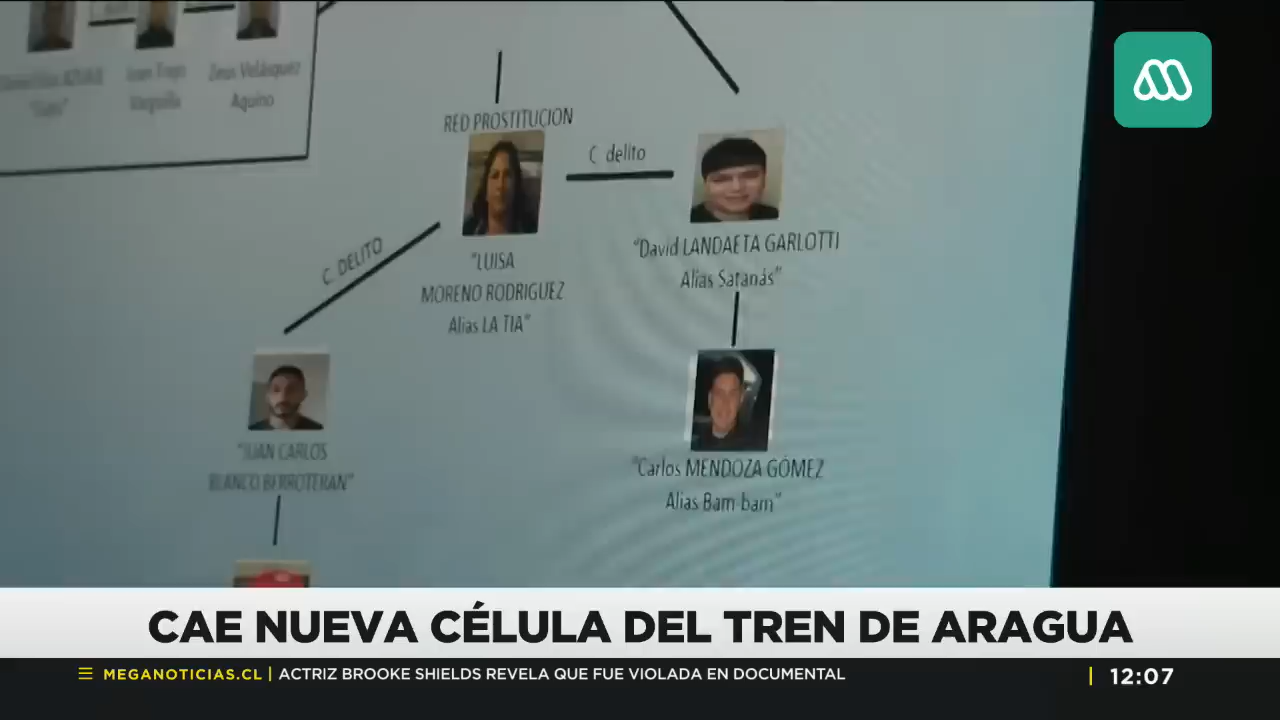 Zeus Velásquez
Aquino
RED PROSTITUCION
C delito
C. DELITO
"LUISA
MORENO RODRIGUEZ
Alias LA TIA"
"David LANDAETA GARLOTTI
Alias Satanás"
"JUAN CARLOS
BLANCO BERROTERAN"
"Carlos MENDOZA GÓMEZ
Alias Bam-bam"
CAE NUEVA CÉLULA DEL TREN DE ARAGUA
MEGANOTICIAS.CL | ACTRIZ BROOKE SHIELDS REVELA QUE FUE VIOLADA EN DOCUMENTAL
12:07